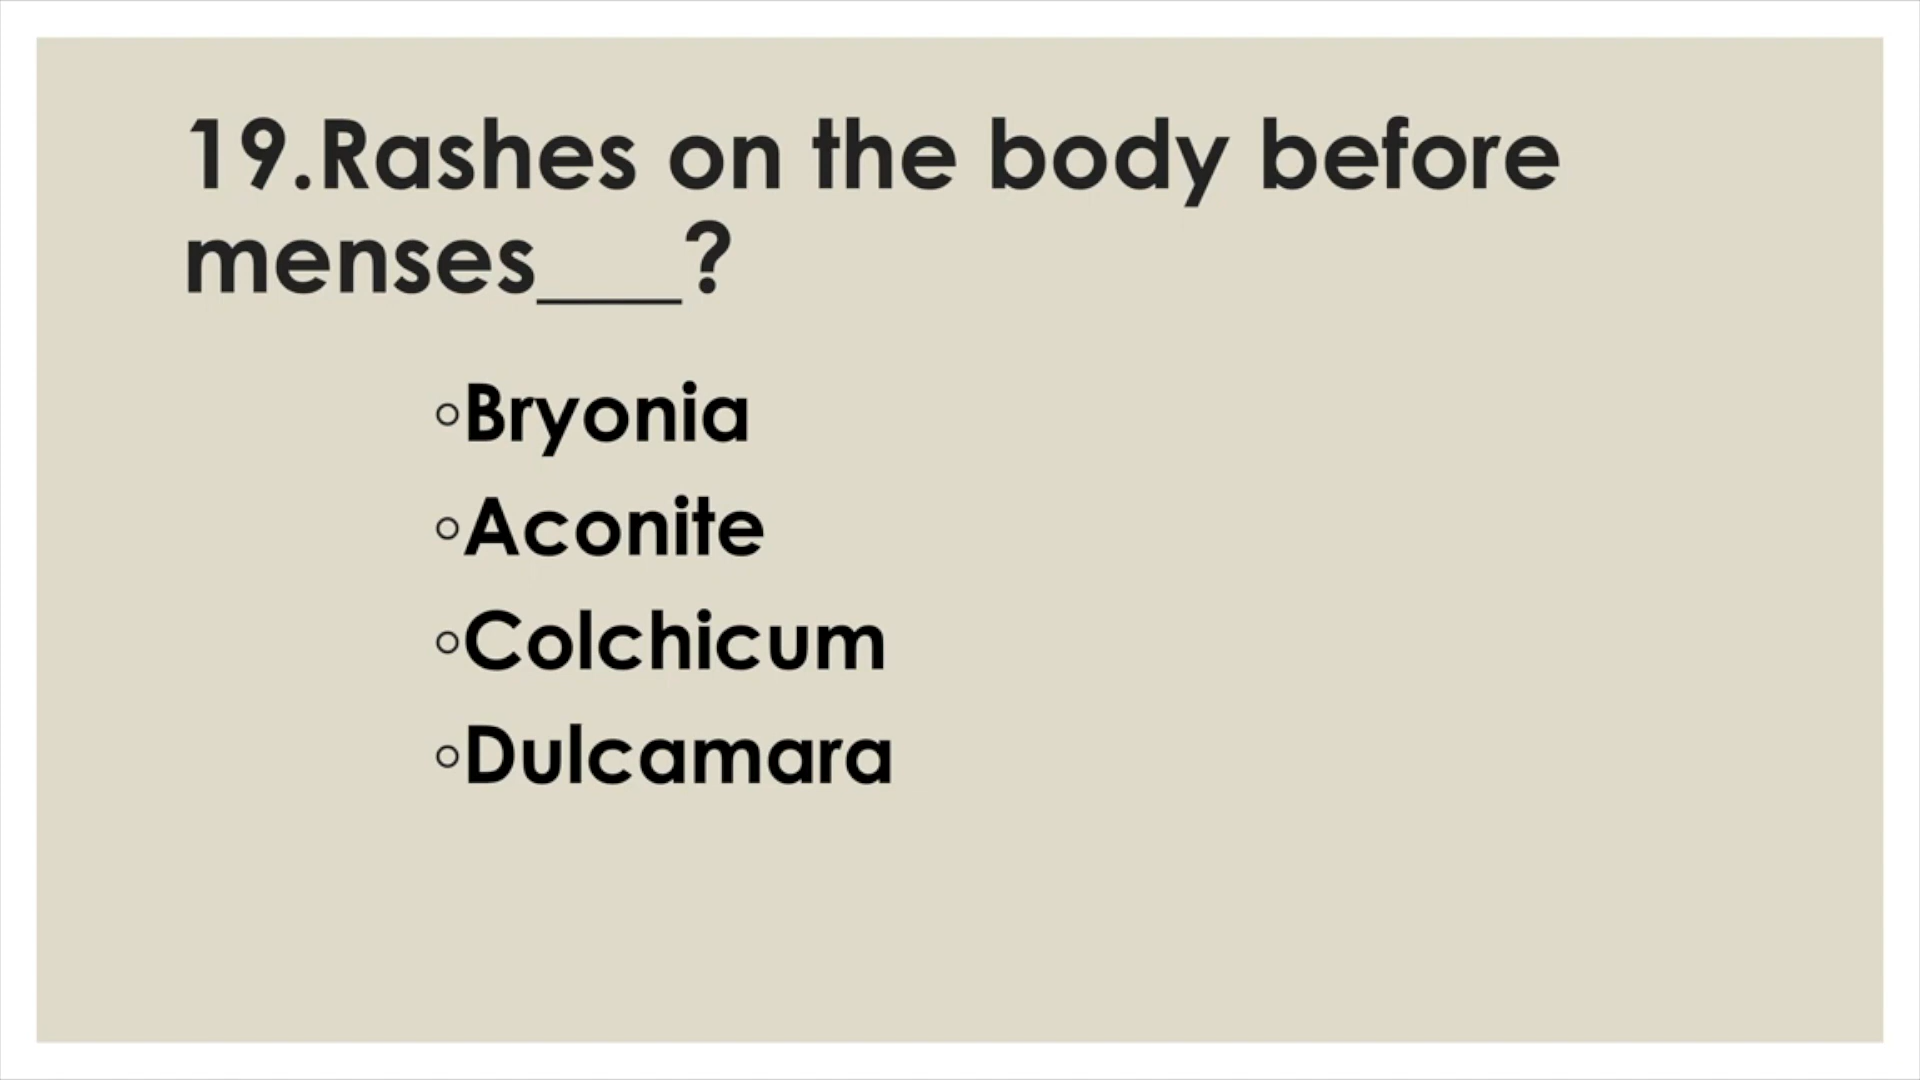 19.Rashes on the body before
menses___?
◦Bryonia
◦Aconite
◦Colchicum
◦Dulcamara